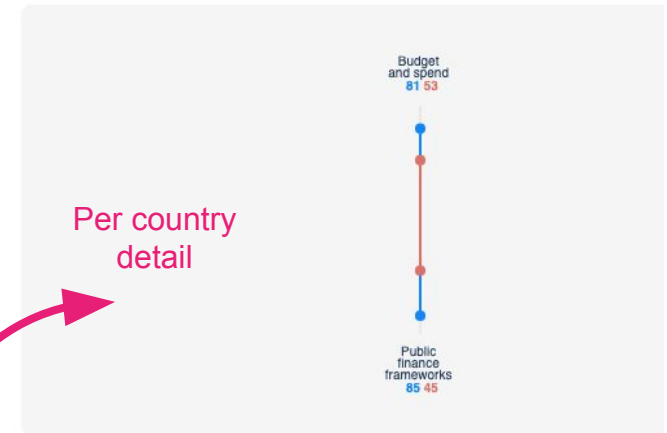 Budget
and spend
81 53
Per country
detail
Public
finance
frameworks
85 45